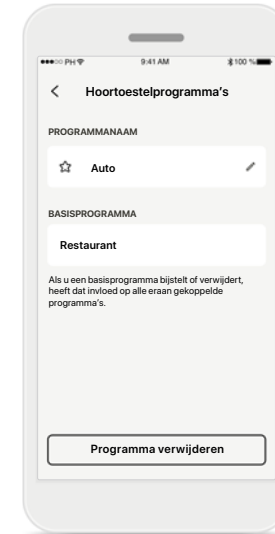 PH 9:41 AM 100 %
Hoortoestelprogramma’s
PROGRAMMANAAM
Auto
BASISPROGRAMMA
Restaurant
Als u een basisprogramma bijstelt of verwijdert,
heeft dat invloed op alle eraan gekoppelde
programma’s.
Programma verwijderen